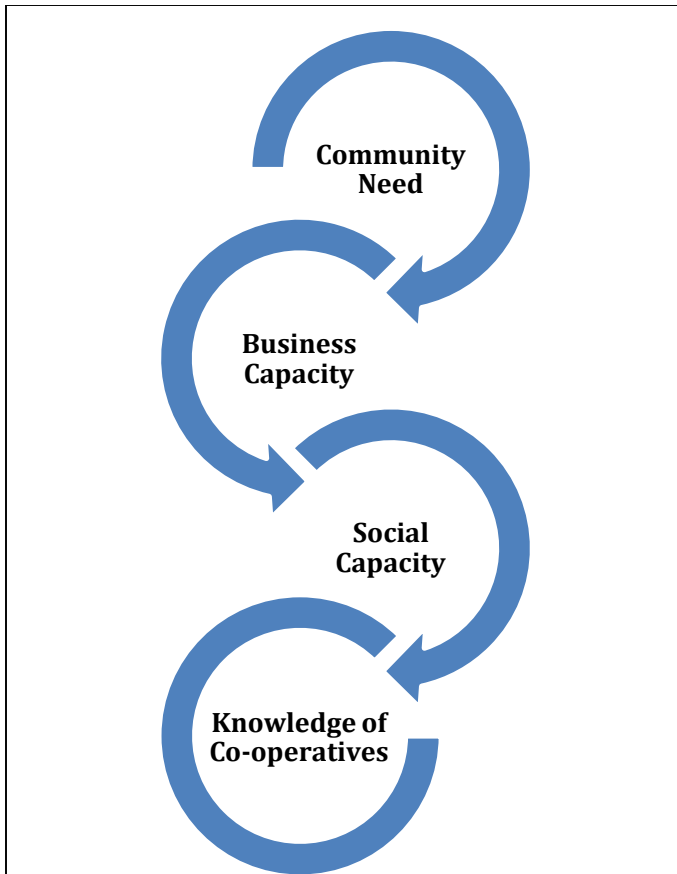 Community
Need
Business
Capacity
Social
Capacity
Knowledge of
Co-operatives